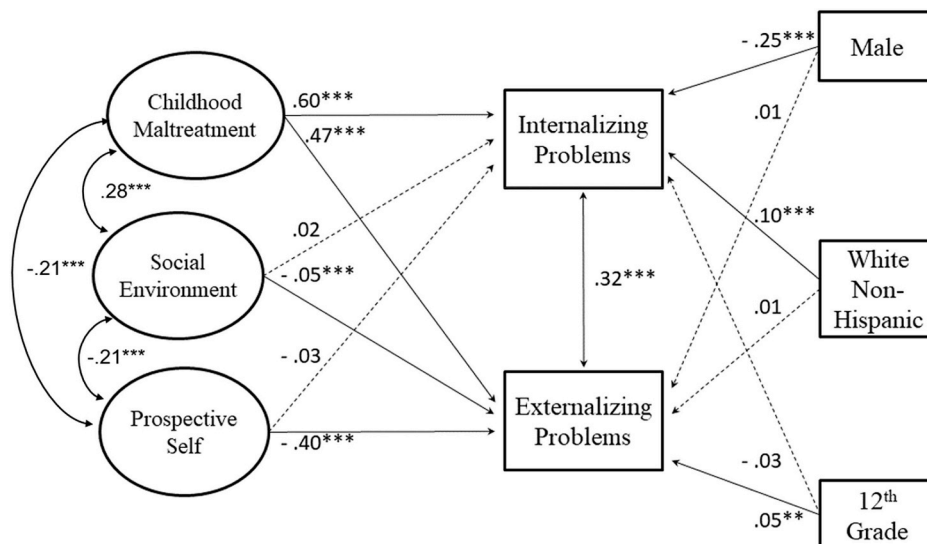 Childhood
Maltreatment
Social
Environment
Prospective
Self
.28***
-.21***
-.21***
.60***
.47***
.02
- .05***
- .03
- .40***
Internalizing
Problems
.32***
Externalizing
Problems
- .25***
.01
.10***
.01
- .03
.05**
Male
White
Non-
Hispanic
12th
Grade